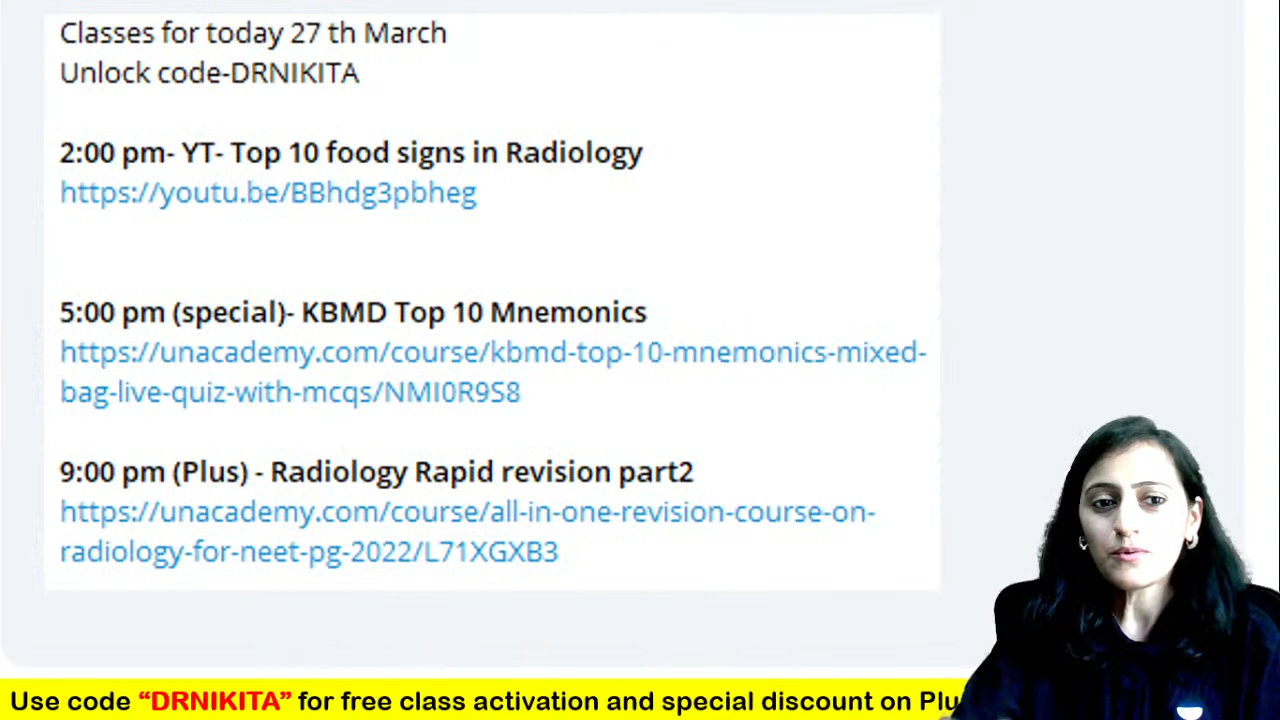 Classes for today 27 th March
Unlock code-DRNIKITA
2:00 pm- YT- Top 10 food signs in Radiology
https://youtu.be/BBhdg3pbheg
5:00 pm (special)- KBMD Top 10 Mnemonics
https://unacademy.com/course/kbmd-top-10-mnemonics-mixed-
bag-live-quiz-with-mcqs/NMI0R9S8
9:00 pm (Plus) - Radiology Rapid revision part2
https://unacademy.com/course/all-in-one-revision-course-on-
radiology-for-neet-pg-2022/L71XGXB3
Use code “DRNIKITA” for free class activation and special discount on Plu